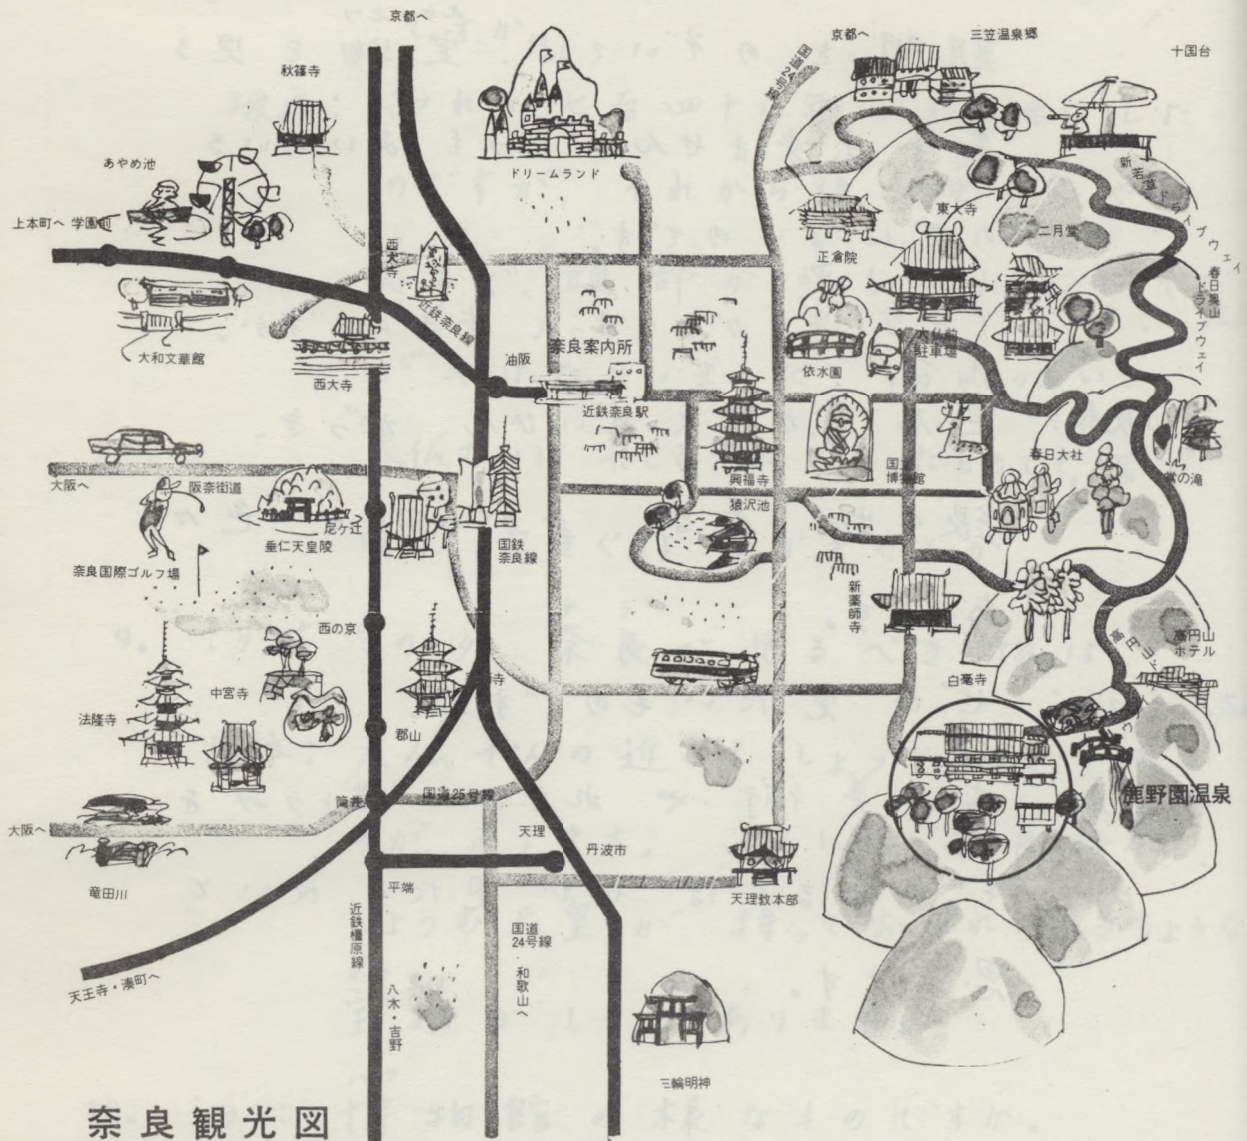 京都へ
京都へ
三笠温泉郷
十国台
秋篠寺
国道24号線
あやめ池
ドリームランド
新若草ドライブウェイ
上本町へ 学園前
東大寺
二月堂
西大寺
正倉院
春日奥山ドライブウェイ
近鉄奈良線
大仏前
駐車場
大和文華館
西大寺
油阪
奈良案内所
依水園
近鉄奈良駅
大阪へ
阪奈街道
興福寺
国立
博物館
春日大社
猿沢池
尼ヶ辻
垂仁天皇陵
国鉄
奈良線
奈良国際ゴルフ場
新薬師寺
西の京
高円山
ホテル
白毫寺
中宮寺
法隆寺
郡山
筒井
国道25号線
鹿野園温泉
大阪へ
天理
丹波市
竜田川
平端
天理教本部
近鉄橿原線
国道
24号線
和歌山へ
天王寺・湊町へ
八木・吉野
三輪明神
奈良観光図